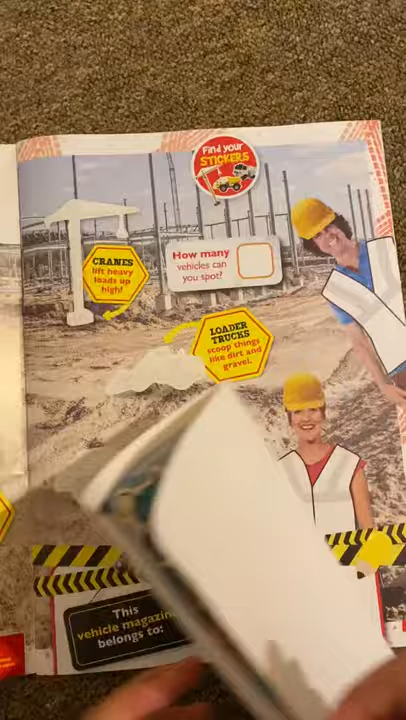 Find your
STICKERS
How many
vehicles can
you spot?
CRANES
lift heavy
loads up
high!
LOADER
TRUCKS
scoop things
like dirt and
gravel.
This
vehicle magazine
belongs to: